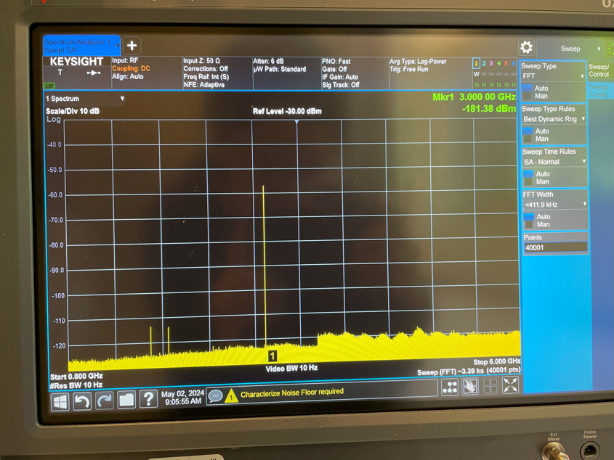 Spectrum Analyzer 1
Swept SA
+
Sweep
KEYSIGHT
Input: RF
Coupling: DC
Align: Auto
Input Z: 50 Ω
Corrections: Off
Freq Ref: Int (S)
NFE: Adaptive
Atten: 6 dB
µW Path: Standard
PNO: Fast
Gate: Off
IF Gain: Auto
Sig Track: Off
Avg Type: Log-Power
Trig: Free Run
1 2 3 4 5 6
W W W W W W
N N N N N N
1 Spectrum
Scale/Div 10 dB
Ref Level -30.00 dBm
Mkr1 3.000 00 GHz
-181.38 dBm
Log
-40.0
-50.0
-60.0
-70.0
-80.0
-90.0
-100
-110
-120
1
Start 0.800 GHz
#Res BW 10 Hz
Video BW 10 Hz
Stop 6.000 GHz
Sweep (FFT) ~3.39 ks (40001 pts)
May 02, 2024
9:05:55 AM
Characterize Noise Floor required
Sweep Type
FFT
Auto
Man
Sweep Type Rules
Best Dynamic Rng
Auto
Man
Sweep Time Rules
SA - Normal
Auto
Man
FFT Width
<411.9 kHz
Auto
Man
Points
40001
Sweep/
Control
Ext
Mixer
Probe
Power